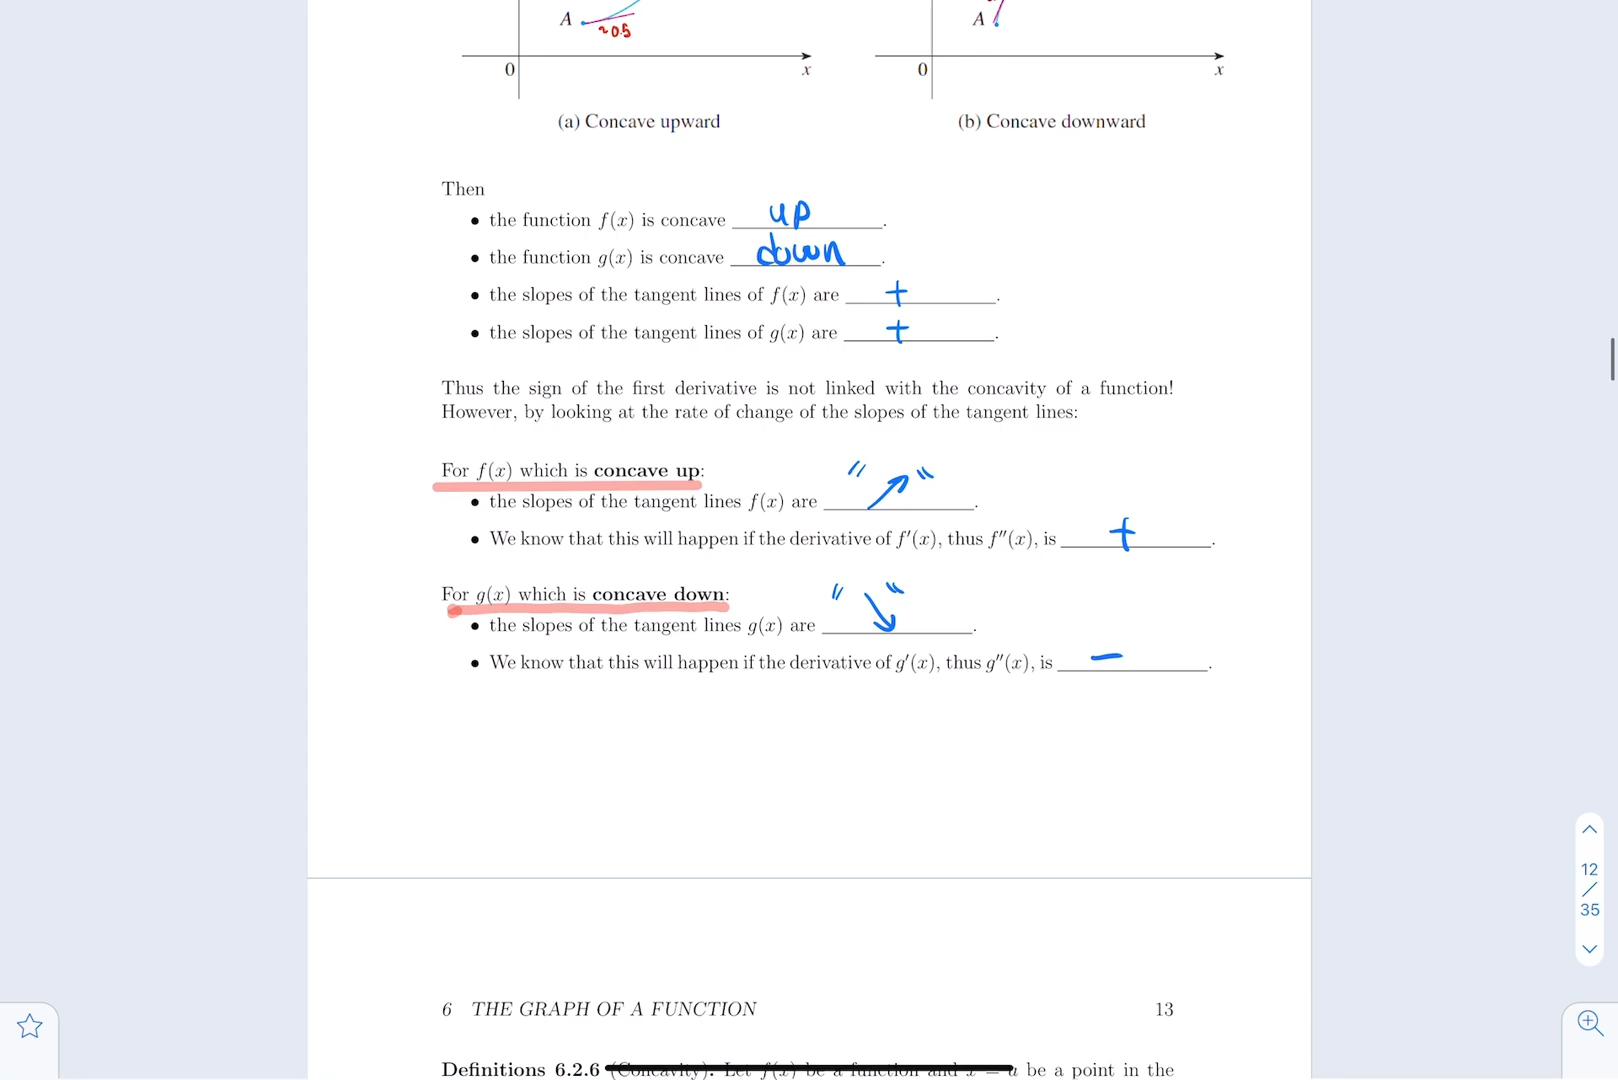 A
~0.5
A
0
x
0
x
(a) Concave upward
(b) Concave downward
Then
• the function f(x) is concave up.
• the function g(x) is concave down.
• the slopes of the tangent lines of f(x) are +.
• the slopes of the tangent lines of g(x) are +.
Thus the sign of the first derivative is not linked with the concavity of a function!
However, by looking at the rate of change of the slopes of the tangent lines:
For f(x) which is concave up:
• the slopes of the tangent lines f(x) are "↗".
• We know that this will happen if the derivative of f′(x), thus f″(x), is +.
For g(x) which is concave down:
• the slopes of the tangent lines g(x) are "↘".
• We know that this will happen if the derivative of g′(x), thus g″(x), is −.
12
/
35
6 THE GRAPH OF A FUNCTION 13
Definitions 6.2.6 (Concavity). Let f(x) be a function and x = a be a point in the